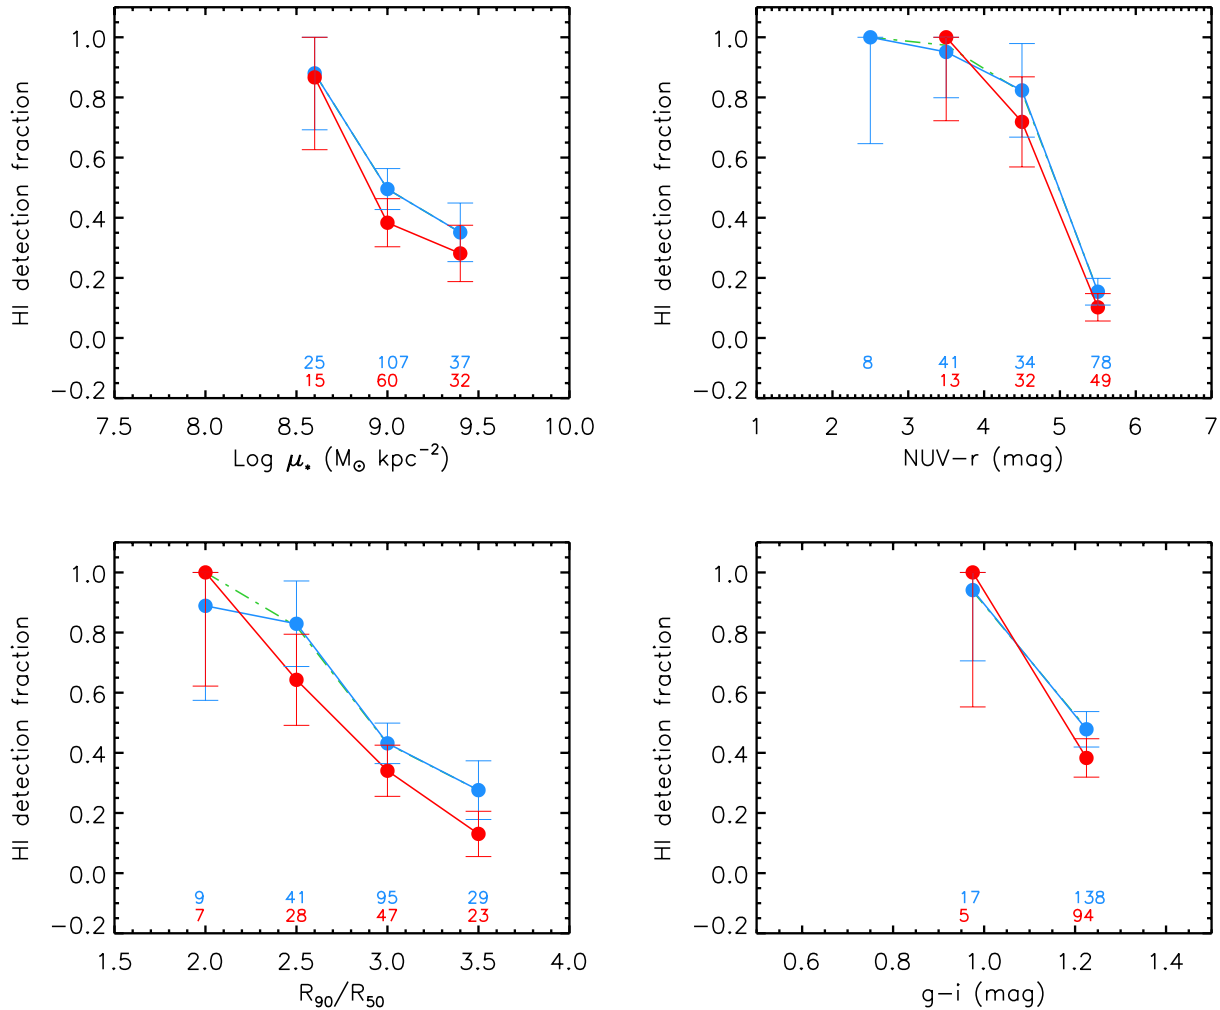 HI detection fraction
1.0
0.8
0.6
0.4
0.2
0.0
−0.2
25 107 37
15 60 32
7.5 8.0 8.5 9.0 9.5 10.0
Log μ* (M☉ kpc⁻²)
HI detection fraction
1.0
0.8
0.6
0.4
0.2
0.0
−0.2
8 41 34 78
13 32 49
1 2 3 4 5 6 7
NUV−r (mag)
HI detection fraction
1.0
0.8
0.6
0.4
0.2
0.0
−0.2
9 41 95 29
7 28 47 23
1.5 2.0 2.5 3.0 3.5 4.0
R₉₀/R₅₀
HI detection fraction
1.0
0.8
0.6
0.4
0.2
0.0
−0.2
17 138
5 94
0.6 0.8 1.0 1.2 1.4
g−i (mag)